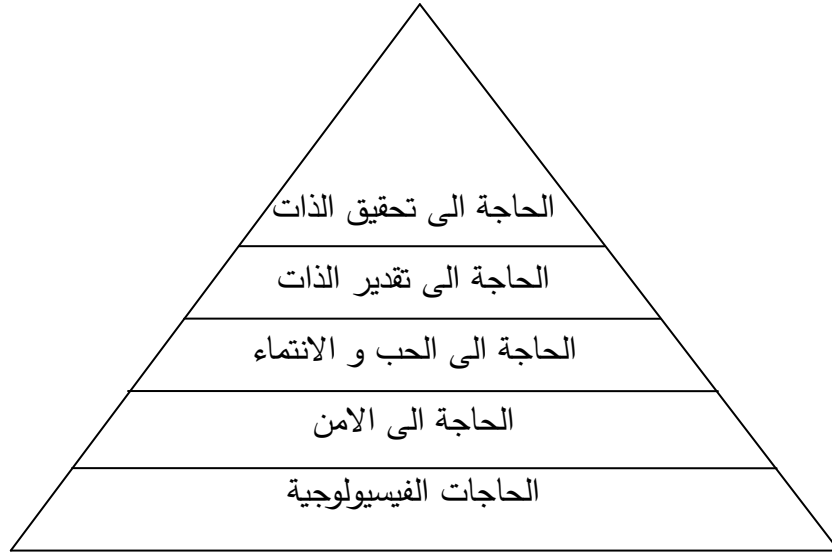 الحاجة الى تحقيق الذات
الحاجة الى تقدير الذات
الحاجة الى الحب و الانتماء
الحاجة الى الامن
الحاجات الفيسيولوجية